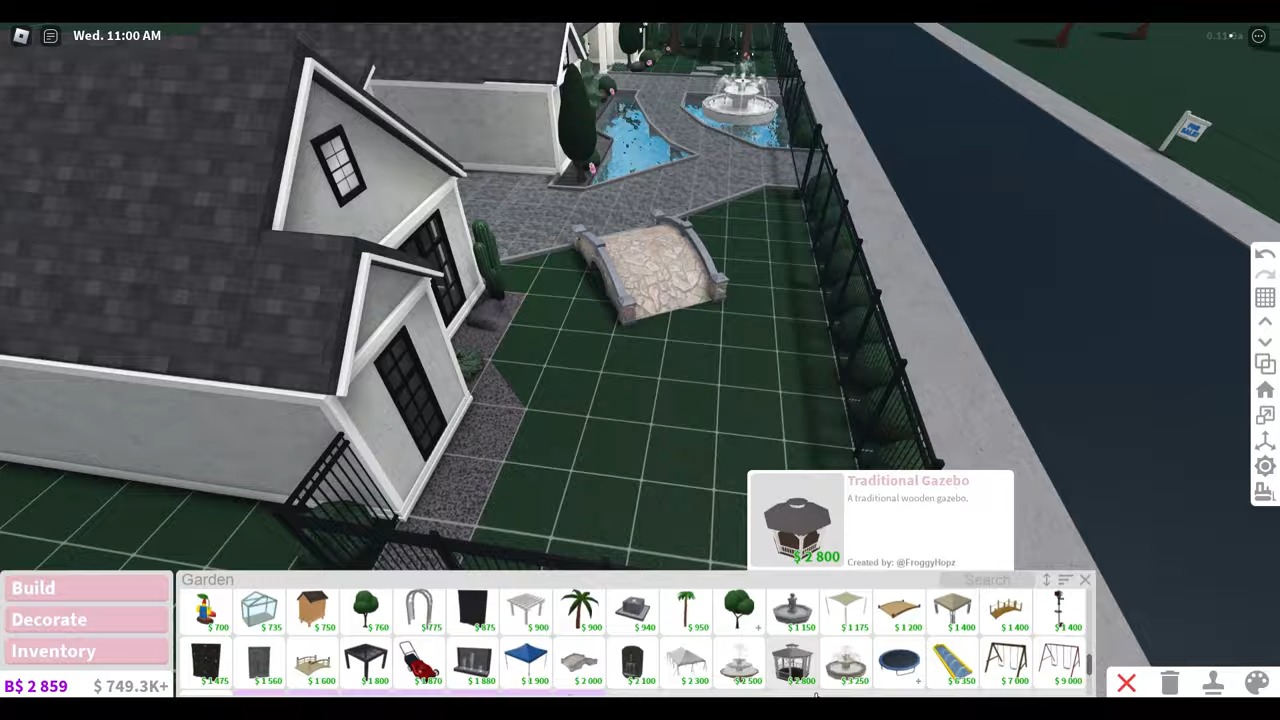 Wed. 11:00 AM
Traditional Gazebo
A traditional wooden gazebo.
$ 2 800
Created by: @FroggyHopz
Build
Decorate
Inventory
B$ 2 859
$ 749.3K+
Garden
Search
$ 700
$ 735
$ 750
$ 760
$ 775
$ 875
$ 900
$ 900
$ 940
$ 950
+
$ 1 150
$ 1 175
$ 1 200
$ 1 400
$ 1 400
$ 1 400
$ 1 475
$ 1 560
$ 1 600
$ 1 800
$ 1 870
$ 1 880
$ 1 900
$ 2 000
$ 2 100
$ 2 300
$ 2 500
$ 2 800
$ 3 250
+
$ 6 350
$ 7 000
$ 9 000